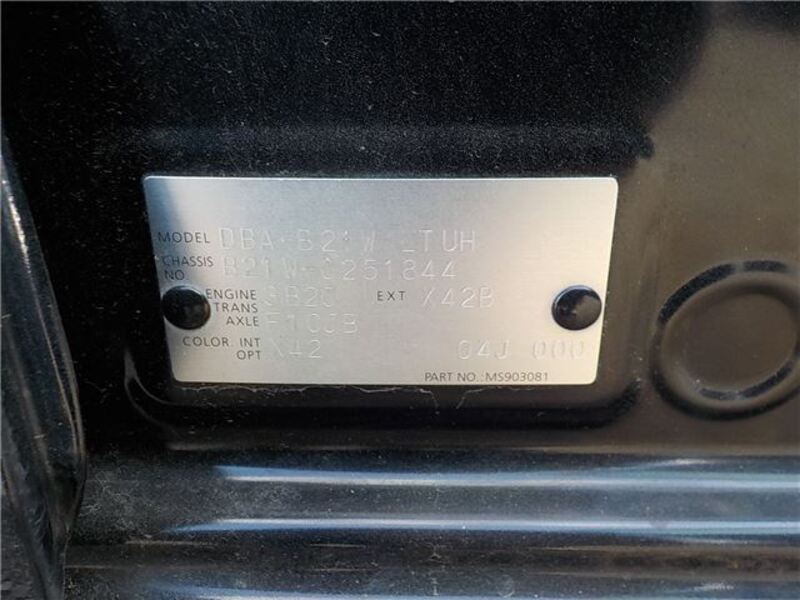 MODEL DBA-B21W LTUH
CHASSIS NO. B21W-0251844
ENGINE 3B20 EXT X42B
TRANS AXLE F1CJB
COLOR, INT OPT X42 04J 000
PART NO.: MS903081